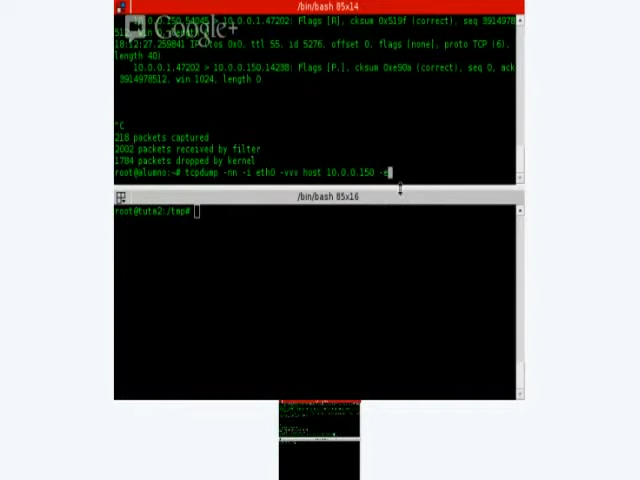 /bin/bash 85x14
10.0.0.150.54045 > 10.0.0.1.47202: Flags [R], cksum 0x519f (correct), seq 3914978
512, win
Google+
18:12:27.259841 IP (tos 0x0, ttl 55, id 5276, offset 0, flags [none], proto TCP (6),
length 40)
10.0.0.1.47202 > 10.0.0.150.14238: Flags [P.], cksum 0xe90a (correct), seq 0, ack
3914978512, win 1024, length 0
^C
218 packets captured
2002 packets received by filter
1784 packets dropped by kernel
root@alumno:~# tcpdump -nn -i eth0 -vvv host 10.0.0.150 -e
/bin/bash 85x16
root@tuta2:/tmp#